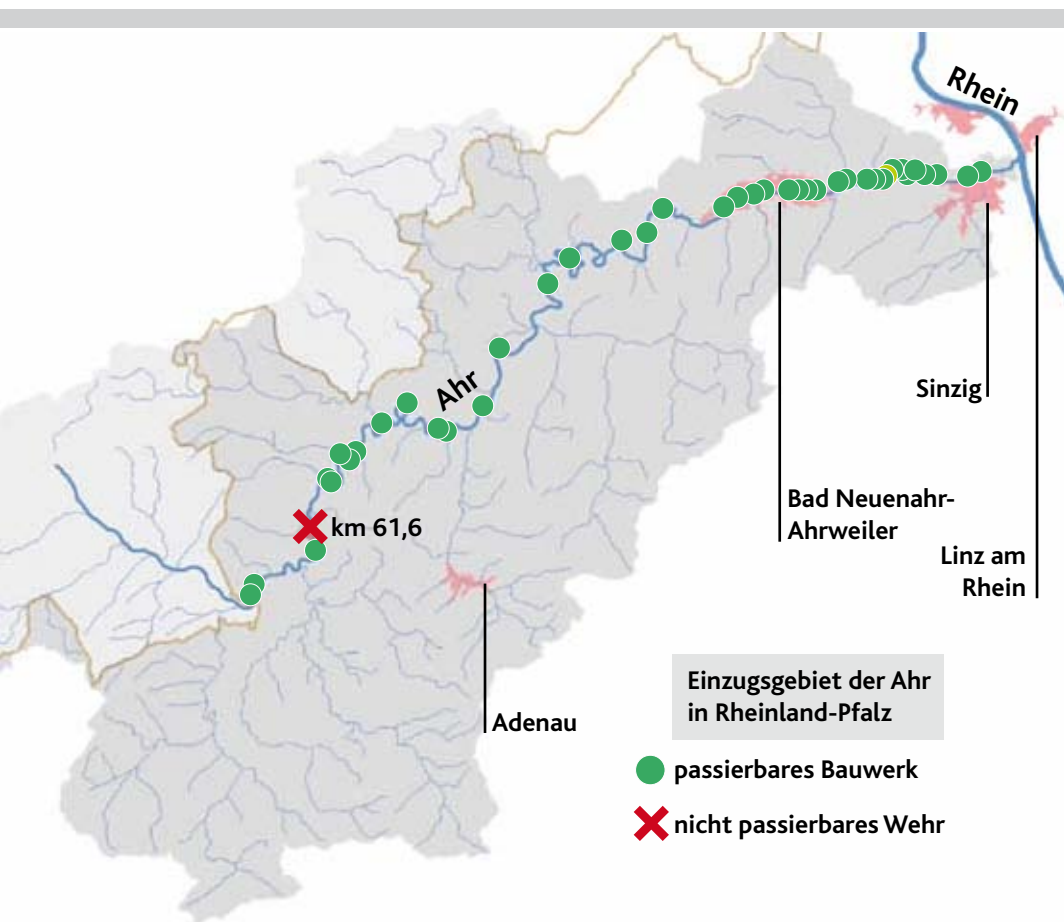 Rhein
Ahr
Sinzig
Bad Neuenahr-
Ahrweiler
km 61,6
Linz am
Rhein
Einzugsgebiet der Ahr
in Rheinland-Pfalz
Adenau
passierbares Bauwerk
nicht passierbares Wehr